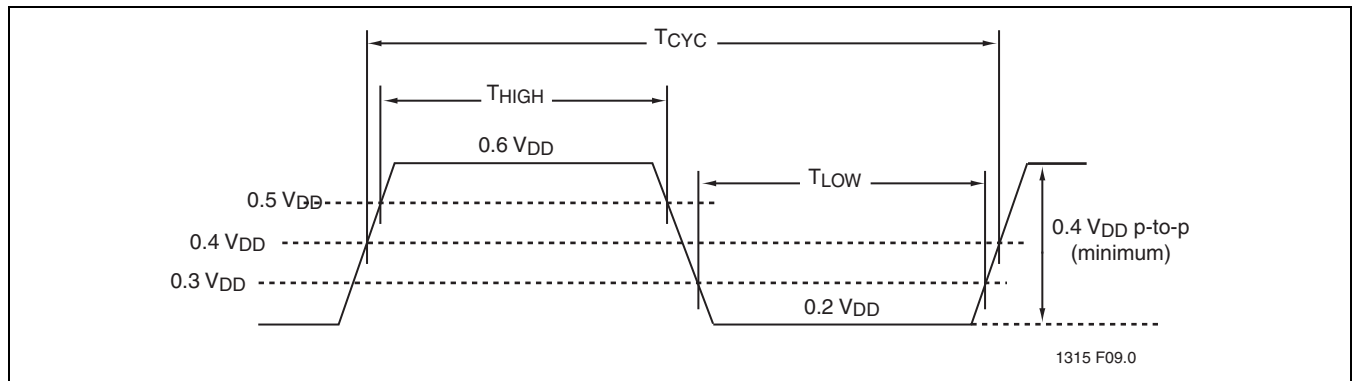 TCYC
THIGH
0.6 VDD
TLOW
0.5 VDD
0.4 VDD p-to-p
(minimum)
0.4 VDD
0.3 VDD
0.2 VDD
1315 F09.0